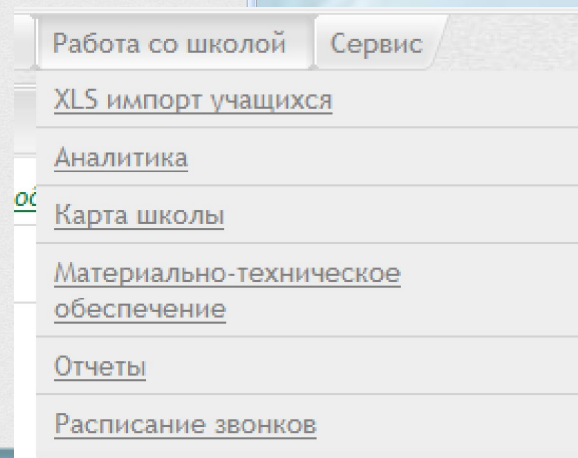 Работа со школой Сервис
XLS импорт учащихся
Аналитика
Карта школы
Материально-техническое
обеспечение
Отчеты
Расписание звонков